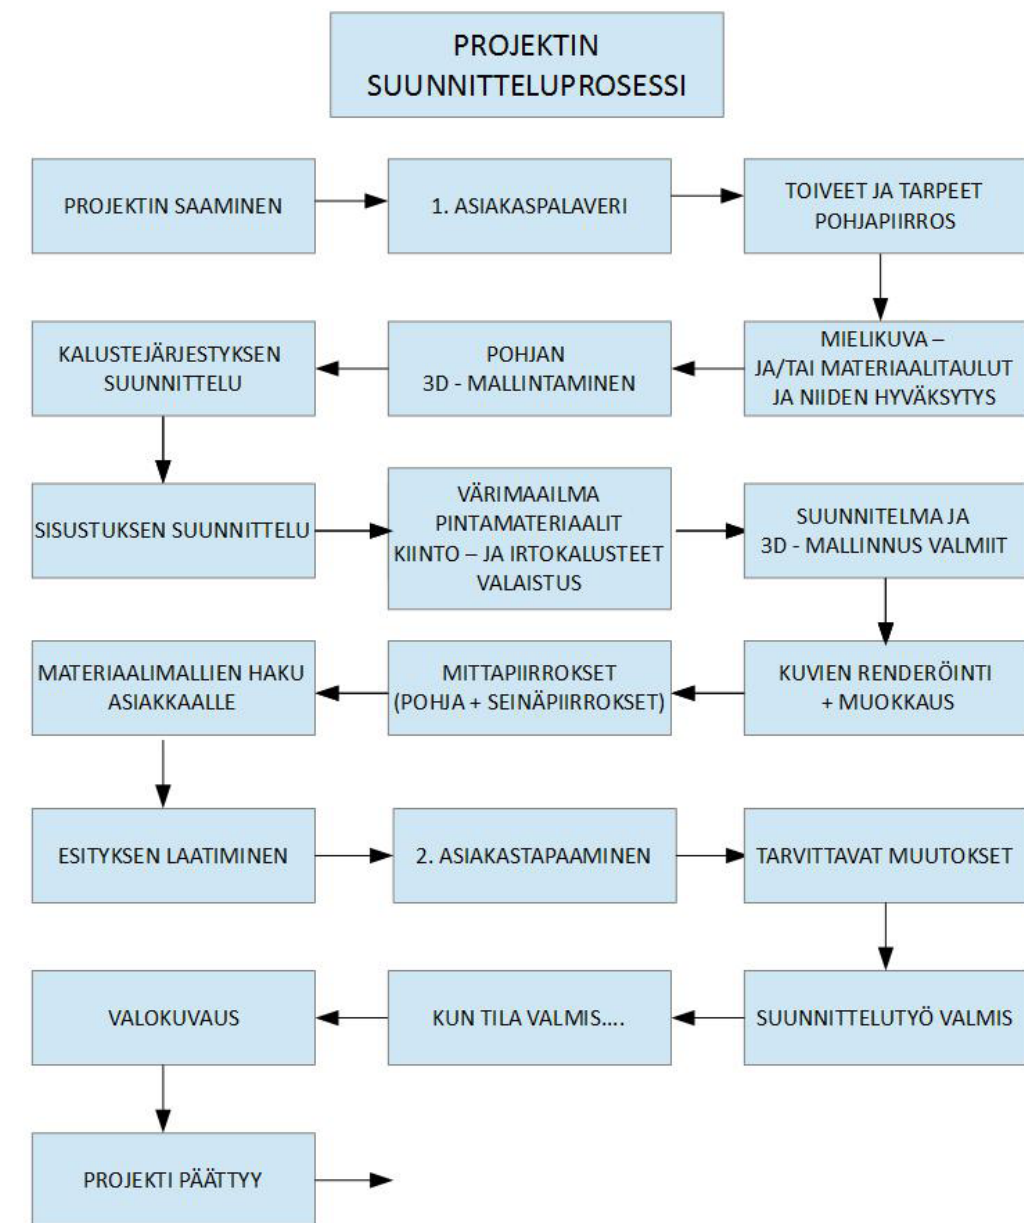 PROJEKTIN
SUUNNITTELUPROSESSI
PROJEKTIN SAAMINEN
1. ASIAKASPALAVERI
TOIVEET JA TARPEET
POHJAPIIRROS
MIELIKUVA –
JA/TAI MATERIAALITAULUT
JA NIIDEN HYVÄKSYTYS
POHJAN
3D - MALLINTAMINEN
KALUSTEJÄRJESTYKSEN
SUUNNITTELU
SISUSTUKSEN SUUNNITTELU
VÄRIMAAILMA
PINTAMATERIAALIT
KIINTO – JA IRTOKALUSTEET
VALAISTUS
SUUNNITELMA JA
3D - MALLINNUS VALMIIT
KUVIEN RENDERÖINTI
+ MUOKKAUS
MITTAPIIRROKSET
(POHJA + SEINÄPIIRROKSET)
MATERIAALIMALLIEN HAKU
ASIAKKAALLE
ESITYKSEN LAATIMINEN
2. ASIAKASTAPAAMINEN
TARVITTAVAT MUUTOKSET
SUUNNITTELUTYÖ VALMIS
KUN TILA VALMIS....
VALOKUVAUS
PROJEKTI PÄÄTTYY